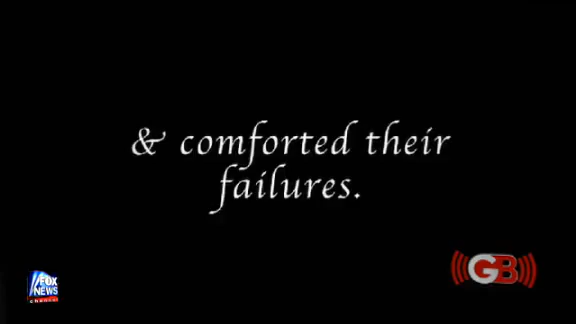 & comforted their
failures.
FOX
NEWS
channel
GB